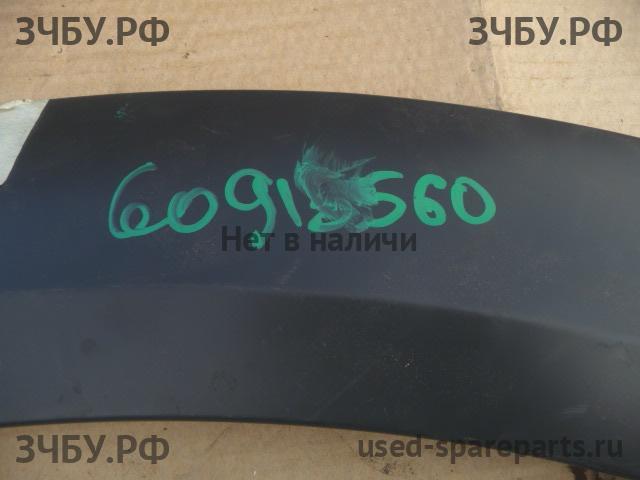 ЗЧБУ.РФ ЗЧБУ.РФ
Нет в наличи
ЗЧБУ.РФ used-spareparts.ru